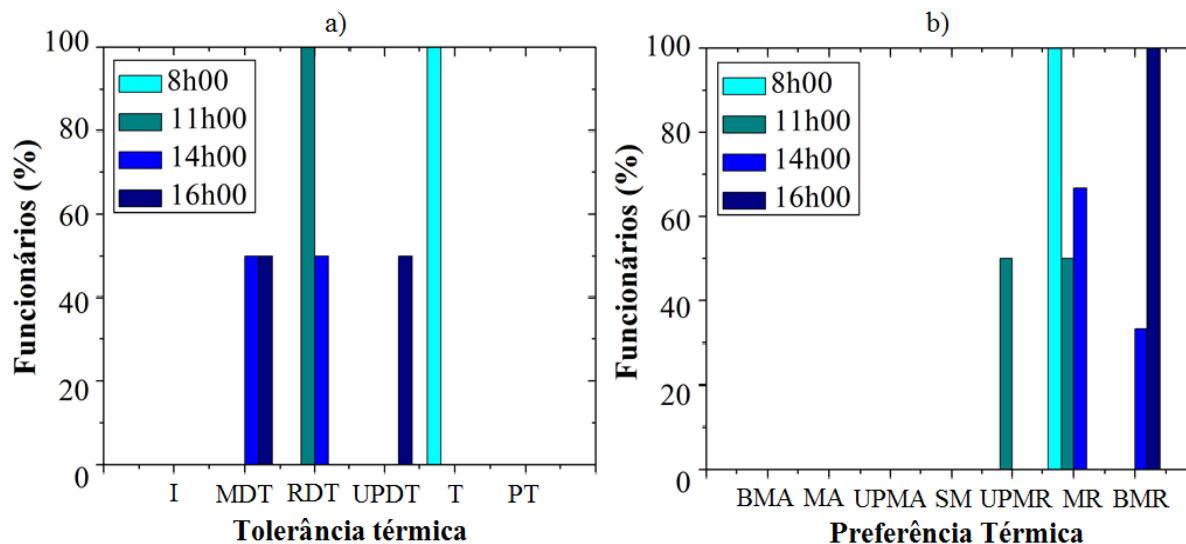 a)
100
80
60
40
20
0
Funcionários (%)
8h00
11h00
14h00
16h00
I MDT RDT UPDT T PT
Tolerância térmica
b)
100
80
60
40
20
0
Funcionários (%)
8h00
11h00
14h00
16h00
BMA MA UPMA SM UPMR MR BMR
Preferência Térmica